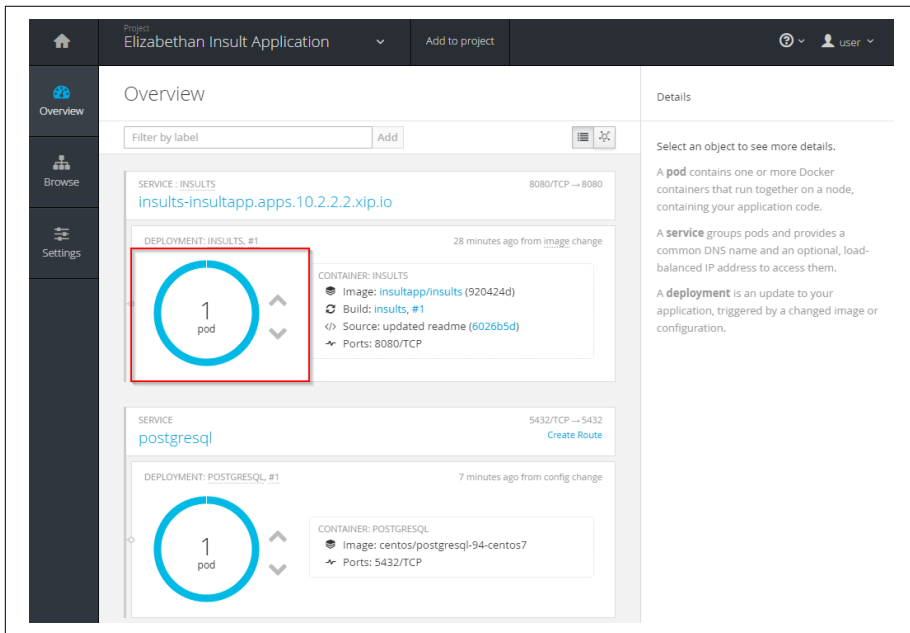 Project
Elizabethan Insult Application
Add to project
user
Overview
Browse
Settings
Overview
Filter by label
Add
SERVICE : INSULTS
8080/TCP → 8080
insults-insultapp.apps.10.2.2.2.xip.io
DEPLOYMENT: INSULTS, #1
28 minutes ago from image change
1
pod
CONTAINER: INSULTS
Image: insultapp/insults (920424d)
Build: insults, #1
</> Source: updated readme (6026b5d)
Ports: 8080/TCP
SERVICE
5432/TCP → 5432
postgresql
Create Route
DEPLOYMENT: POSTGRESQL, #1
7 minutes ago from config change
1
pod
CONTAINER: POSTGRESQL
Image: centos/postgresql-94-centos7
Ports: 5432/TCP
Details
Select an object to see more details.
A pod contains one or more Docker
containers that run together on a node,
containing your application code.
A service groups pods and provides a
common DNS name and an optional, load-
balanced IP address to access them.
A deployment is an update to your
application, triggered by a changed image or
configuration.